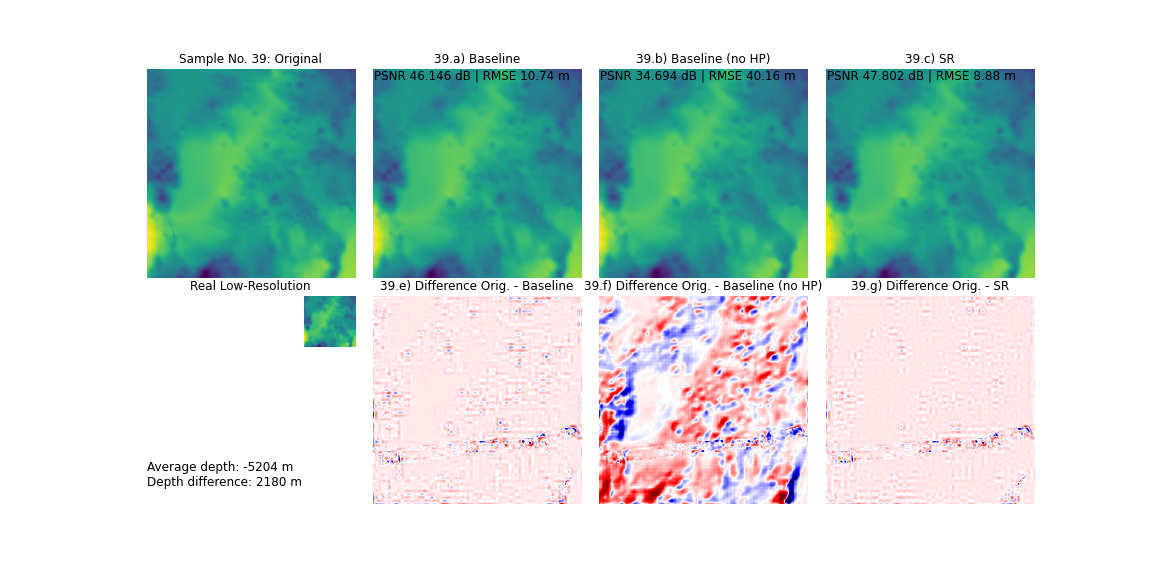 Sample No. 39: Original
39.a) Baseline
39.b) Baseline (no HP)
39.c) SR
PSNR 46.146 dB | RMSE 10.74 m
PSNR 34.694 dB | RMSE 40.16 m
PSNR 47.802 dB | RMSE 8.88 m
Real Low-Resolution
39.e) Difference Orig. - Baseline
39.f) Difference Orig. - Baseline (no HP)
39.g) Difference Orig. - SR
Average depth: -5204 m
Depth difference: 2180 m